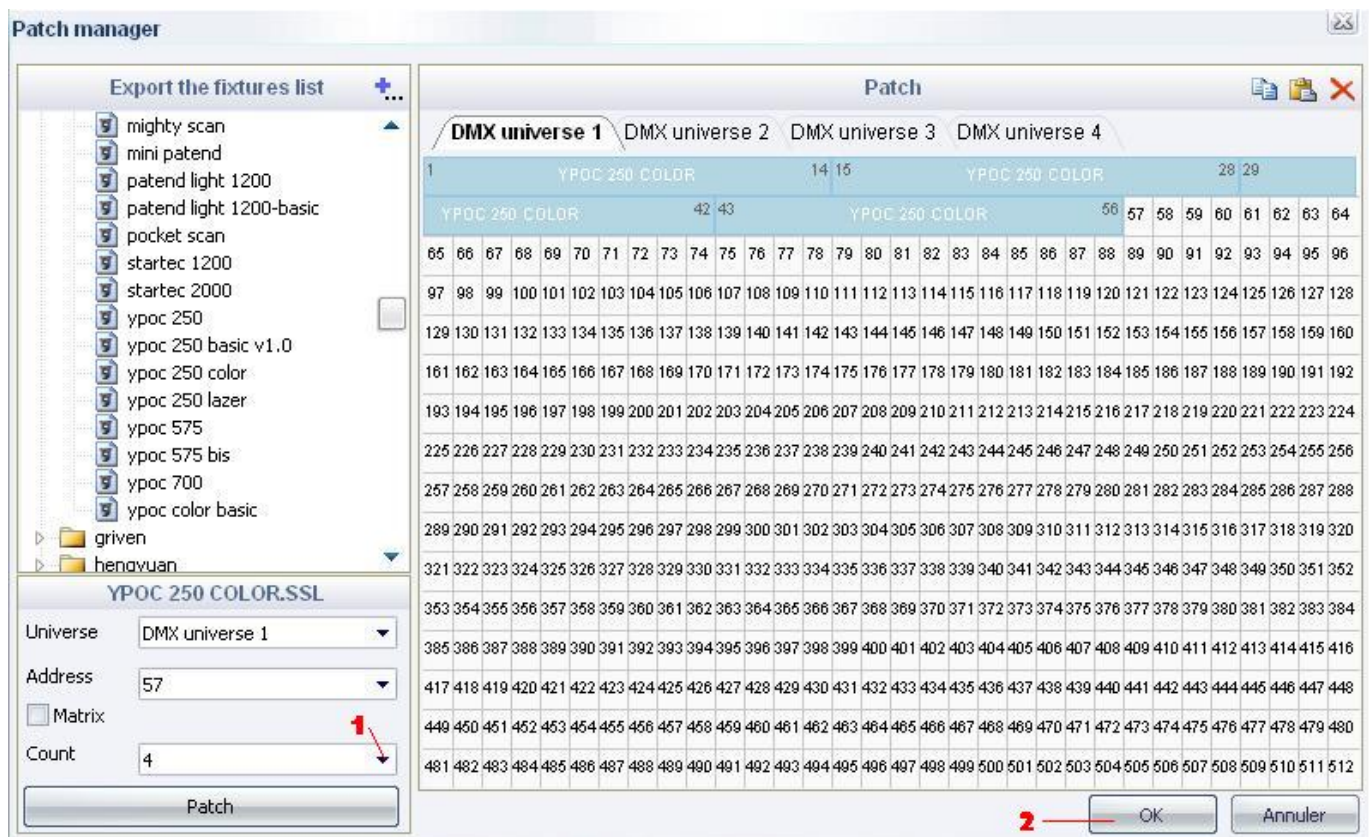 Patch manager
Export the fixtures list
mighty scan
mini patend
patend light 1200
patend light 1200-basic
pocket scan
startec 1200
startec 2000
ypoc 250
ypoc 250 basic v1.0
ypoc 250 color
ypoc 250 lazer
ypoc 575
ypoc 575 bis
ypoc 700
ypoc color basic
griven
hengyuan
YPOC 250 COLOR.SSL
Universe DMX universe 1
Address 57
Matrix
1
Count 4
Patch
Patch
DMX universe 1 DMX universe 2 DMX universe 3 DMX universe 4
1 YPOC 250 COLOR 14 15 YPOC 250 COLOR 28 29
YPOC 250 COLOR 42 43 YPOC 250 COLOR 56 57 58 59 60 61 62 63 64
65 66 67 68 69 70 71 72 73 74 75 76 77 78 79 80 81 82 83 84 85 86 87 88 89 90 91 92 93 94 95 96
97 98 99 100 101 102 103 104 105 106 107 108 109 110 111 112 113 114 115 116 117 118 119 120 121 122 123 124 125 126 127 128
129 130 131 132 133 134 135 136 137 138 139 140 141 142 143 144 145 146 147 148 149 150 151 152 153 154 155 156 157 158 159 160
161 162 163 164 165 166 167 168 169 170 171 172 173 174 175 176 177 178 179 180 181 182 183 184 185 186 187 188 189 190 191 192
193 194 195 196 197 198 199 200 201 202 203 204 205 206 207 208 209 210 211 212 213 214 215 216 217 218 219 220 221 222 223 224
225 226 227 228 229 230 231 232 233 234 235 236 237 238 239 240 241 242 243 244 245 246 247 248 249 250 251 252 253 254 255 256
257 258 259 260 261 262 263 264 265 266 267 268 269 270 271 272 273 274 275 276 277 278 279 280 281 282 283 284 285 286 287 288
289 290 291 292 293 294 295 296 297 298 299 300 301 302 303 304 305 306 307 308 309 310 311 312 313 314 315 316 317 318 319 320
321 322 323 324 325 326 327 328 329 330 331 332 333 334 335 336 337 338 339 340 341 342 343 344 345 346 347 348 349 350 351 352
353 354 355 356 357 358 359 360 361 362 363 364 365 366 367 368 369 370 371 372 373 374 375 376 377 378 379 380 381 382 383 384
385 386 387 388 389 390 391 392 393 394 395 396 397 398 399 400 401 402 403 404 405 406 407 408 409 410 411 412 413 414 415 416
417 418 419 420 421 422 423 424 425 426 427 428 429 430 431 432 433 434 435 436 437 438 439 440 441 442 443 444 445 446 447 448
449 450 451 452 453 454 455 456 457 458 459 460 461 462 463 464 465 466 467 468 469 470 471 472 473 474 475 476 477 478 479 480
481 482 483 484 485 486 487 488 489 490 491 492 493 494 495 496 497 498 499 500 501 502 503 504 505 506 507 508 509 510 511 512
2 OK Annuler